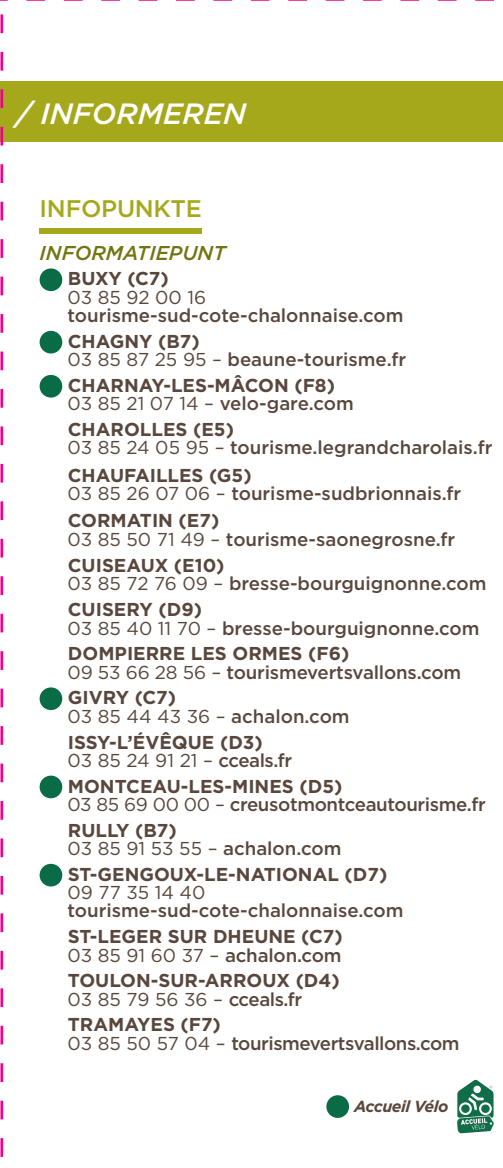 / INFORMEREN
INFOPUNKTE
INFORMATIEPUNT
BUXY (C7)
03 85 92 00 16
tourisme-sud-cote-chalonnaise.com
CHAGNY (B7)
03 85 87 25 95 – beaune-tourisme.fr
CHARNAY-LES-MÂCON (F8)
03 85 21 07 14 – velo-gare.com
CHAROLLES (E5)
03 85 24 05 95 – tourisme.legrandcharolais.fr
CHAUFAILLES (G5)
03 85 26 07 06 – tourisme-sudbrionnais.fr
CORMATIN (E7)
03 85 50 71 49 – tourisme-saonegrosne.fr
CUISEAUX (E10)
03 85 72 76 09 – bresse-bourguignonne.com
CUISERY (D9)
03 85 40 11 70 – bresse-bourguignonne.com
DOMPIERRE LES ORMES (F6)
09 53 66 28 56 – tourismevertsvallons.com
GIVRY (C7)
03 85 44 43 36 – achalon.com
ISSY-L’ÉVÊQUE (D3)
03 85 24 91 21 – cceals.fr
MONTCEAU-LES-MINES (D5)
03 85 69 00 00 – creusotmontceautourisme.fr
RULLY (B7)
03 85 91 53 55 – achalon.com
ST-GENGOUX-LE-NATIONAL (D7)
09 77 35 14 40
tourisme-sud-cote-chalonnaise.com
ST-LEGER SUR DHEUNE (C7)
03 85 91 60 37 – achalon.com
TOULON-SUR-ARROUX (D4)
03 85 79 56 36 – cceals.fr
TRAMAYES (F7)
03 85 50 57 04 – tourismevertsvallons.com
Accueil Vélo
ACCUEIL
VÉLO